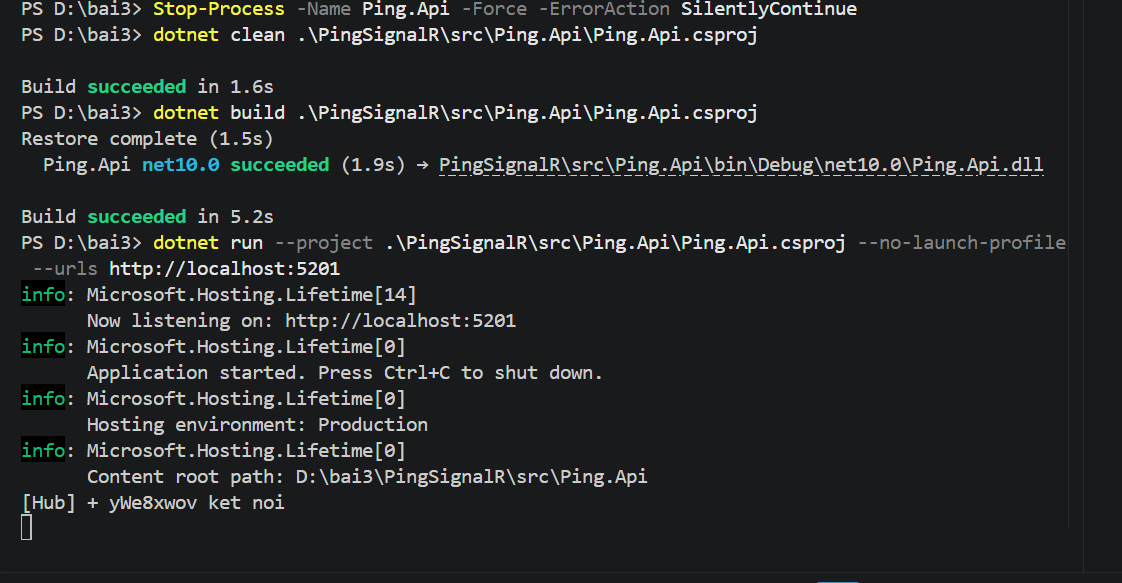 PS D:\bai3> Stop-Process -Name Ping.Api -Force -ErrorAction SilentlyContinue
PS D:\bai3> dotnet clean .\PingSignalR\src\Ping.Api\Ping.Api.csproj
Build succeeded in 1.6s
PS D:\bai3> dotnet build .\PingSignalR\src\Ping.Api\Ping.Api.csproj
Restore complete (1.5s)
Ping.Api net10.0 succeeded (1.9s) → PingSignalR\src\Ping.Api\bin\Debug\net10.0\Ping.Api.dll
Build succeeded in 5.2s
PS D:\bai3> dotnet run --project .\PingSignalR\src\Ping.Api\Ping.Api.csproj --no-launch-profile
--urls http://localhost:5201
info: Microsoft.Hosting.Lifetime[14]
Now listening on: http://localhost:5201
info: Microsoft.Hosting.Lifetime[0]
Application started. Press Ctrl+C to shut down.
info: Microsoft.Hosting.Lifetime[0]
Hosting environment: Production
info: Microsoft.Hosting.Lifetime[0]
Content root path: D:\bai3\PingSignalR\src\Ping.Api
[Hub] + yWe8xwov ket noi